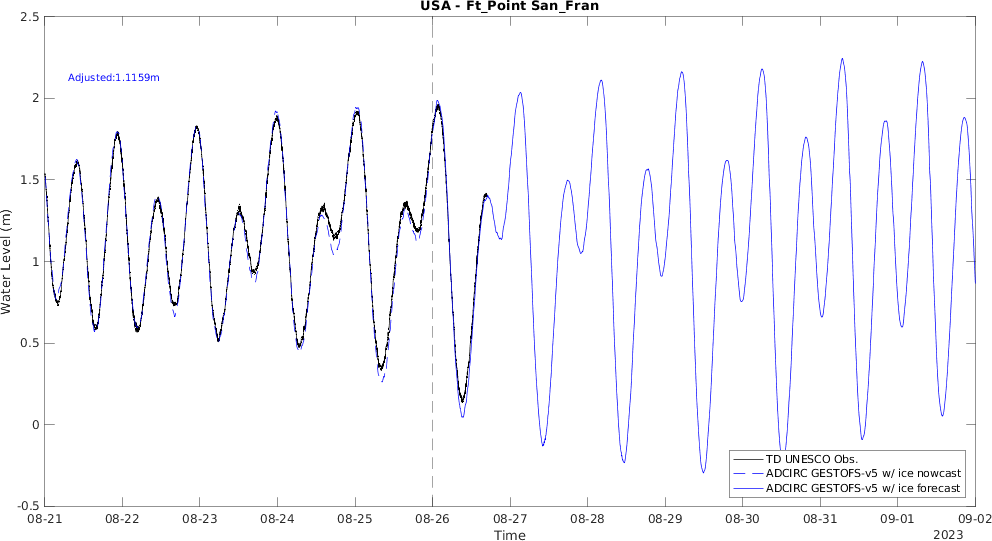 USA - Ft_Point San_Fran
2.5
Adjusted:1.1159m
2
1.5
1
0.5
0
-0.5
Water Level (m)
TD UNESCO Obs.
ADCIRC GESTOFS-v5 w/ ice nowcast
ADCIRC GESTOFS-v5 w/ ice forecast
08-21 08-22 08-23 08-24 08-25 08-26 08-27 08-28 08-29 08-30 08-31 09-01 09-02
Time
2023